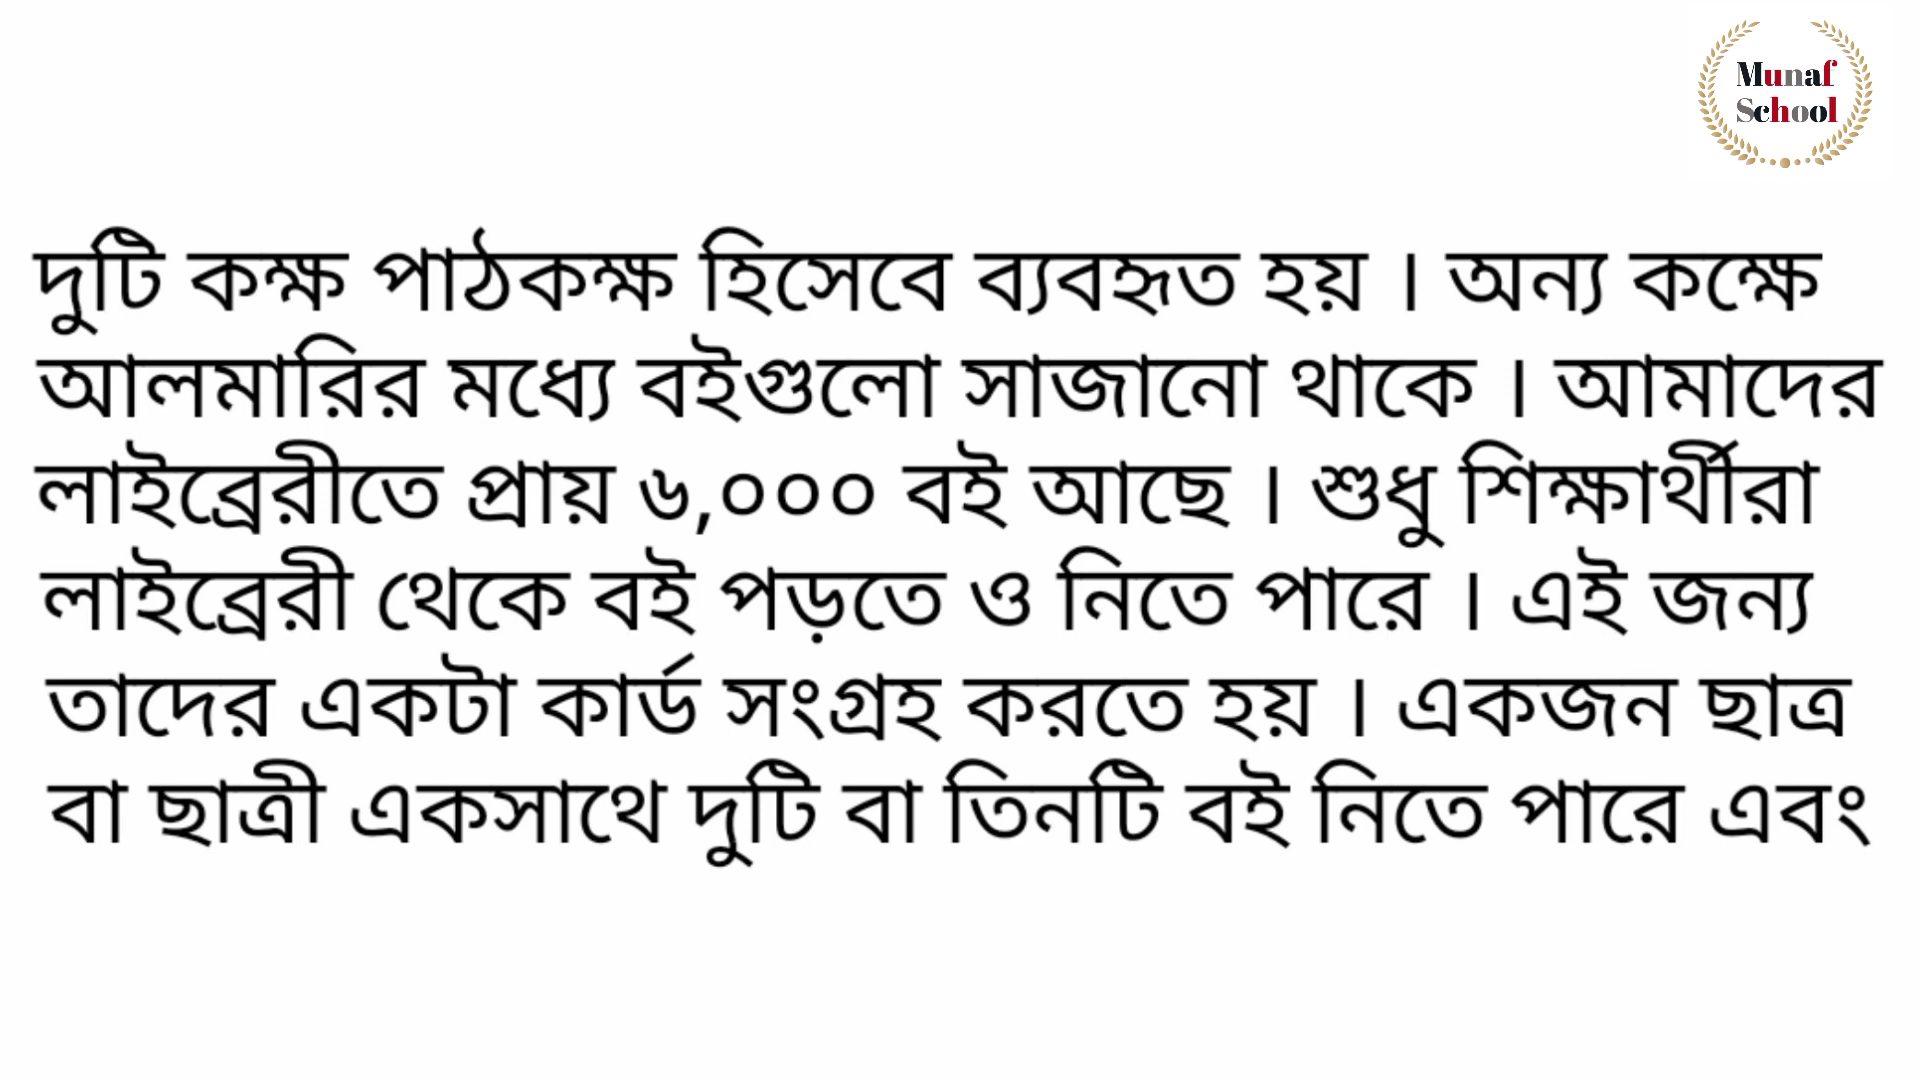 Munaf
School
দুটি কক্ষ পাঠকক্ষ হিসেবে ব্যবহৃত হয় । অন্য কক্ষে
আলমারির মধ্যে বইগুলো সাজানো থাকে । আমাদের
লাইব্রেরীতে প্রায় ৬,০০০ বই আছে । শুধু শিক্ষার্থীরা
লাইব্রেরী থেকে বই পড়তে ও নিতে পারে । এই জন্য
তাদের একটা কার্ড সংগ্রহ করতে হয় । একজন ছাত্র
বা ছাত্রী একসাথে দুটি বা তিনটি বই নিতে পারে এবং